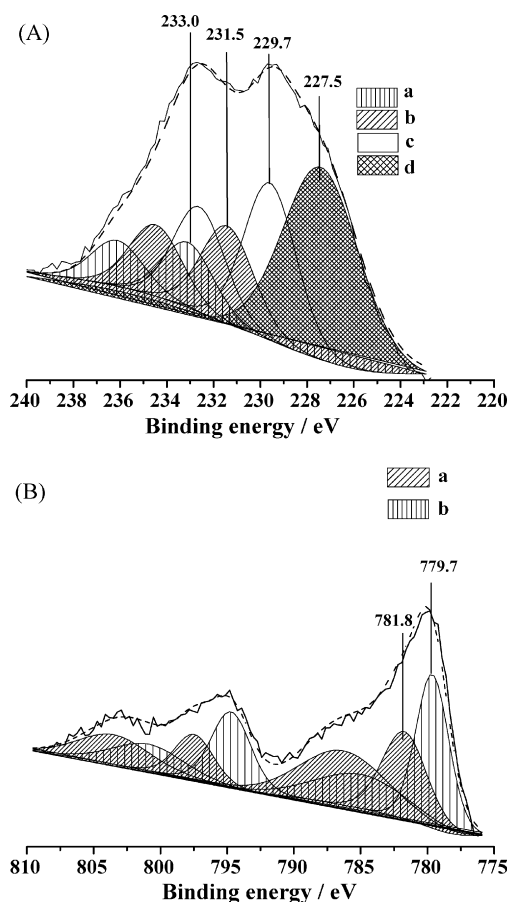 (A)
233.0
231.5
229.7
227.5
a
b
c
d
240 238 236 234 232 230 228 226 224 222 220
Binding energy / eV
(B)
a
b
779.7
781.8
810 805 800 795 790 785 780 775
Binding energy / eV